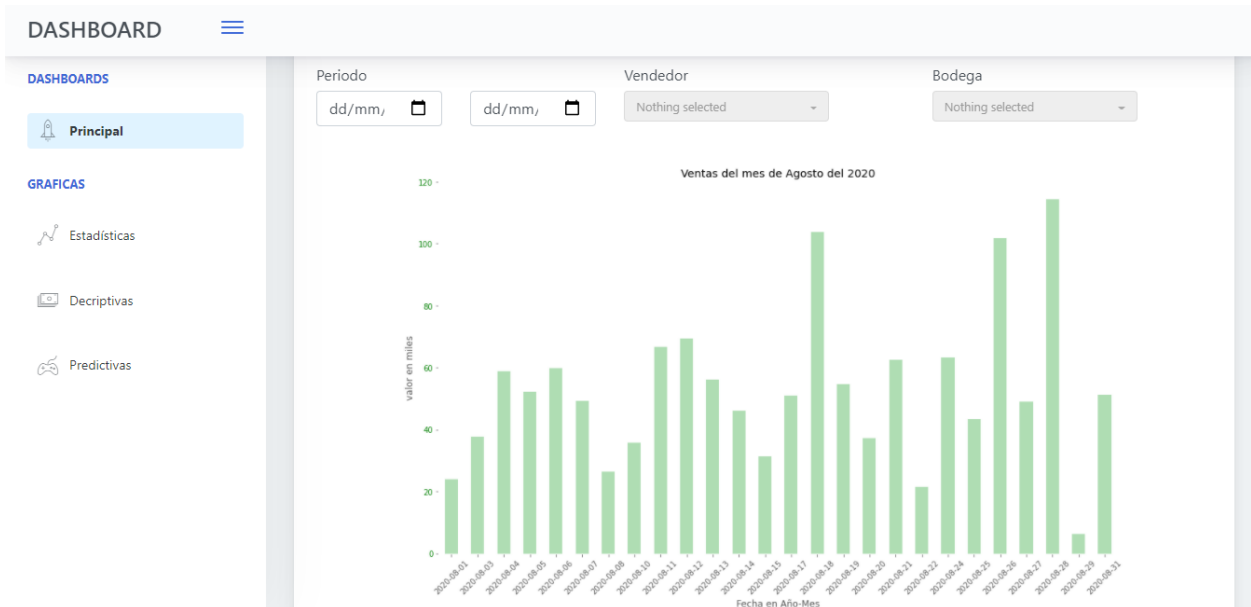 DASHBOARD
DASHBOARDS
Principal
GRAFICAS
Estadísticas
Decriptivas
Predictivas
Periodo
dd/mm/
dd/mm/
Vendedor
Nothing selected
Bodega
Nothing selected
Ventas del mes de Agosto del 2020
valor en miles
120
100
80
60
40
20
0
2020-08-01
2020-08-03
2020-08-04
2020-08-05
2020-08-06
2020-08-07
2020-08-08
2020-08-10
2020-08-11
2020-08-12
2020-08-13
2020-08-14
2020-08-15
2020-08-17
2020-08-18
2020-08-19
2020-08-20
2020-08-21
2020-08-22
2020-08-24
2020-08-25
2020-08-26
2020-08-27
2020-08-28
2020-08-29
2020-08-31
Fecha en Año-Mes